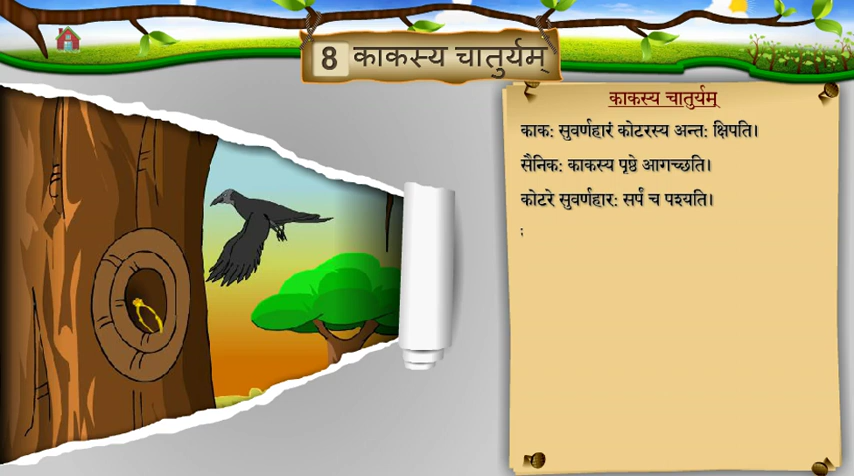 8 काकस्य चातुर्यम्
काकस्य चातुर्यम्
काकः सुवर्णहारं कोटरस्य अन्तः क्षिपति।
सैनिकः काकस्य पृष्ठे आगच्छति।
कोटरे सुवर्णहारः सर्पं च पश्यति।
: